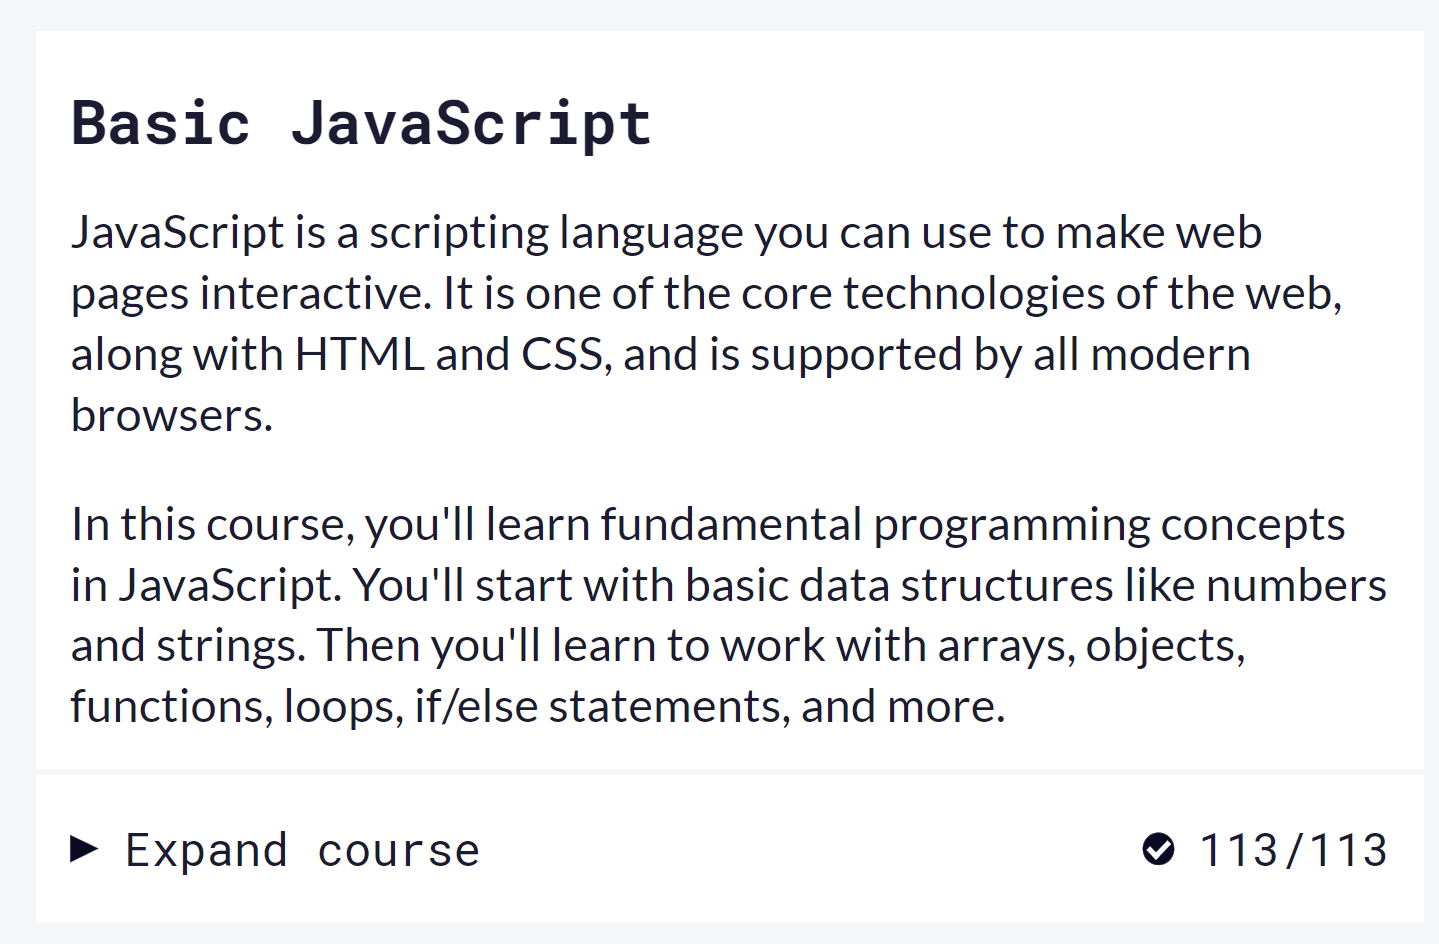 Basic JavaScript
JavaScript is a scripting language you can use to make web
pages interactive. It is one of the core technologies of the web,
along with HTML and CSS, and is supported by all modern
browsers.
In this course, you'll learn fundamental programming concepts
in JavaScript. You'll start with basic data structures like numbers
and strings. Then you'll learn to work with arrays, objects,
functions, loops, if/else statements, and more.
Expand course 113/113